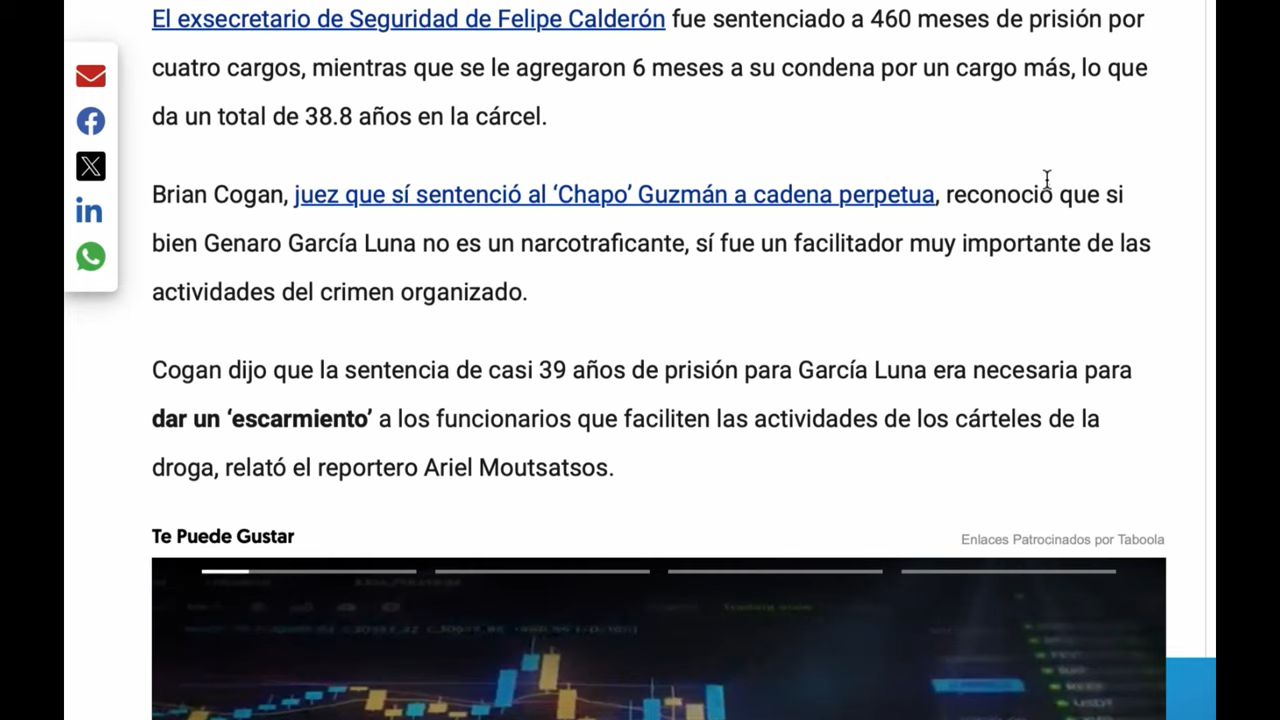 El exsecretario de Seguridad de Felipe Calderón fue sentenciado a 460 meses de prisión por
cuatro cargos, mientras que se le agregaron 6 meses a su condena por un cargo más, lo que
da un total de 38.8 años en la cárcel.
Brian Cogan, juez que sí sentenció al ‘Chapo’ Guzmán a cadena perpetua, reconoció que si
bien Genaro García Luna no es un narcotraficante, sí fue un facilitador muy importante de las
actividades del crimen organizado.
Cogan dijo que la sentencia de casi 39 años de prisión para García Luna era necesaria para
dar un ‘escarmiento’ a los funcionarios que faciliten las actividades de los cárteles de la
droga, relató el reportero Ariel Moutsatsos.
Te Puede Gustar
Enlaces Patrocinados por Taboola